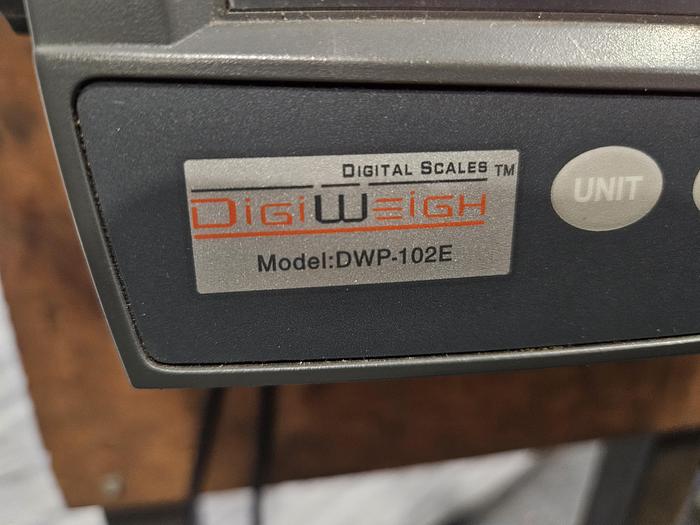 DIGITAL SCALES TM
DIGIWEIGH
Model:DWP-102E
UNIT